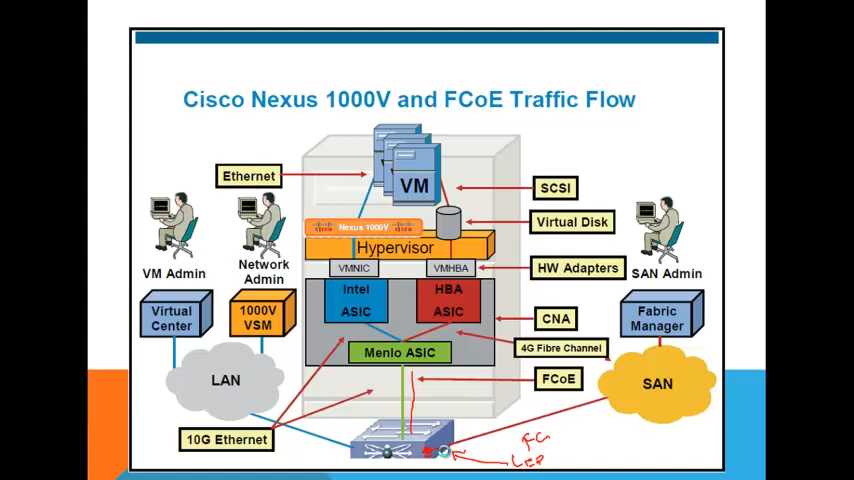 Cisco Nexus 1000V and FCoE Traffic Flow
VM
Ethernet
SCSI
cisco Nexus 1000V cisco
Virtual Disk
Hypervisor
VM Admin
Network
Admin
SAN Admin
VMNIC
VMHBA
HW Adapters
Intel
ASIC
HBA
ASIC
Virtual
Center
1000V
VSM
CNA
Fabric
Manager
Menlo ASIC
4G Fibre Channel
LAN
FCoE
SAN
10G Ethernet